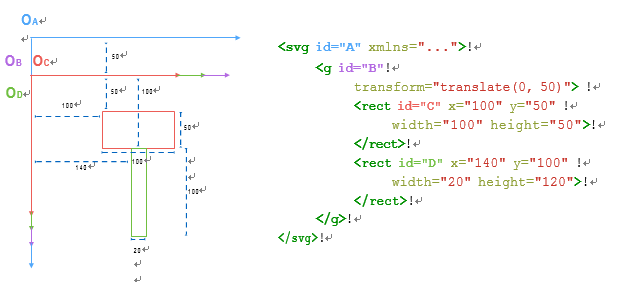 OA
50
OB OC
50
100
OD
100
50
100
140
100
20
<svg id="A" xmlns="...">!
<g id="B"!
transform="translate(0, 50)"> !
<rect id="C" x="100" y="50" !
width="100" height="50">!
</rect>!
<rect id="D" x="140" y="100" !
width="20" height="120">!
</rect>!
</g>!
</svg>!